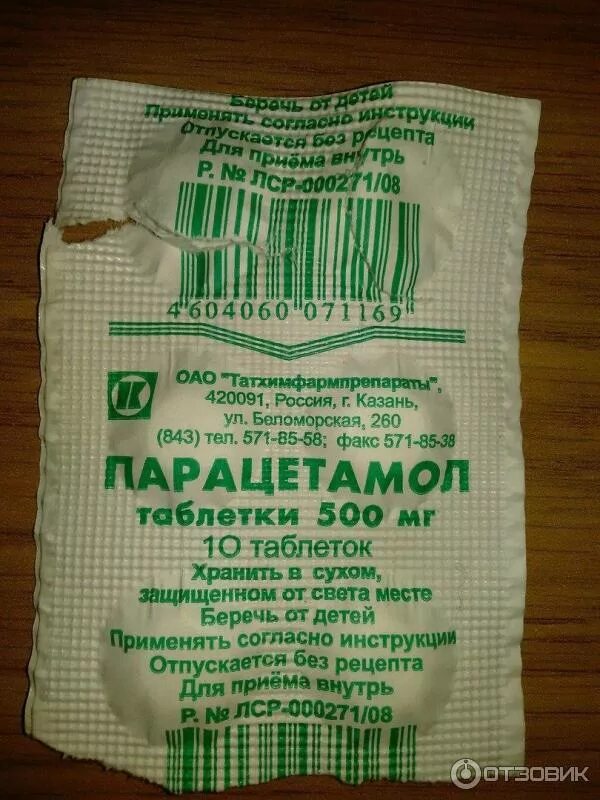 Беречь от детей
Применять согласно инструкции
Отпускается без рецепта
Для приёма внутрь
Р. № ЛСР-000271/08
4 604060 071169
ОАО "Татхимфармпрепараты",
420091, Россия, г. Казань,
ул. Беломорская, 260
(843) тел. 571-85-58; факс 571-85-38
ПАРАЦЕТАМОЛ
таблетки 500 мг
10 таблеток
Хранить в сухом,
защищенном от света месте
Беречь от детей
Применять согласно инструкции
Отпускается без рецепта
Для приёма внутрь
Р. № ЛСР-000271/08
ОТЗОВИК